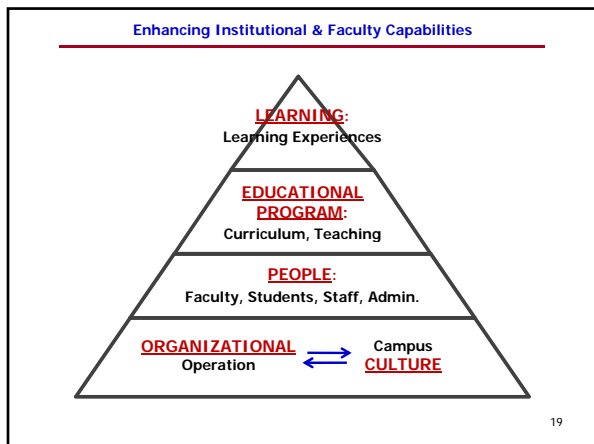 Enhancing Institutional & Faculty Capabilities
LEARNING:
Learning Experiences
EDUCATIONAL
PROGRAM:
Curriculum, Teaching
PEOPLE:
Faculty, Students, Staff, Admin.
ORGANIZATIONAL
Operation
Campus
CULTURE
19